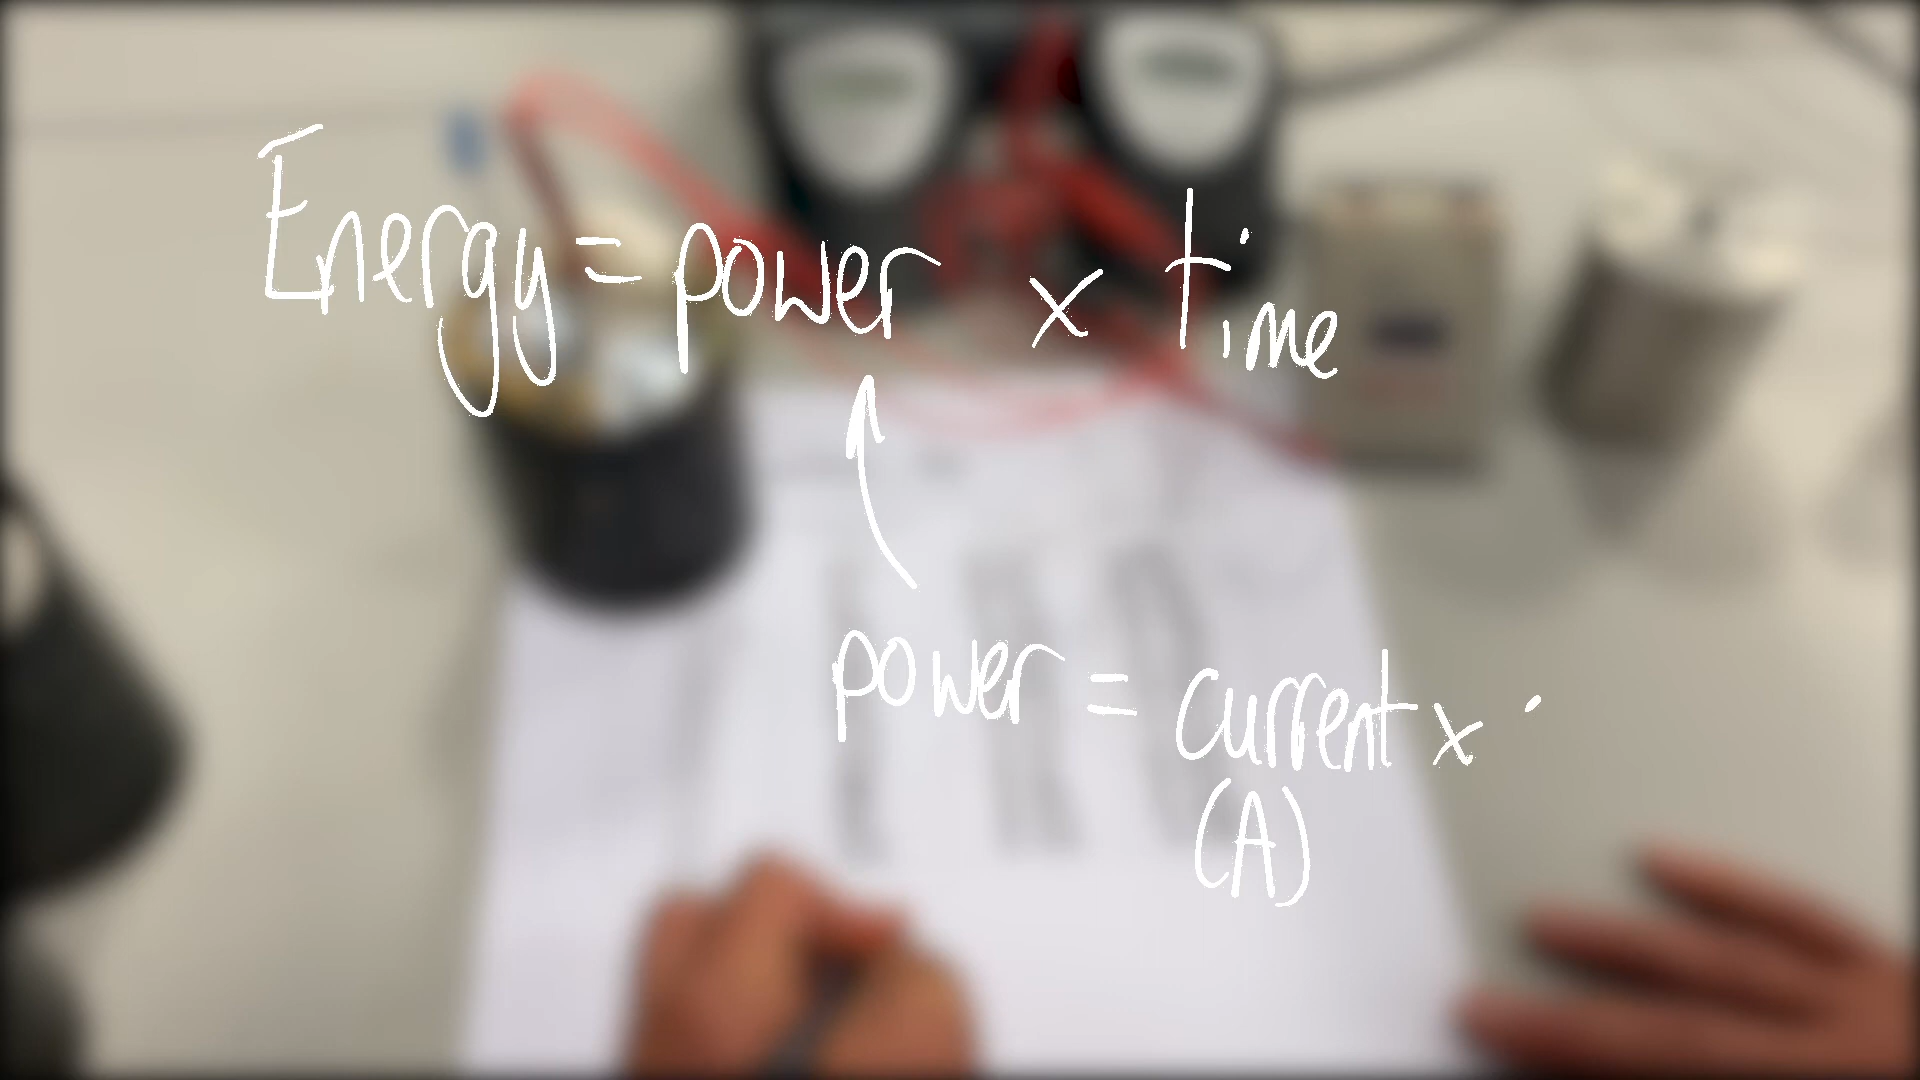 Energy = power x time
power = current x
(A)